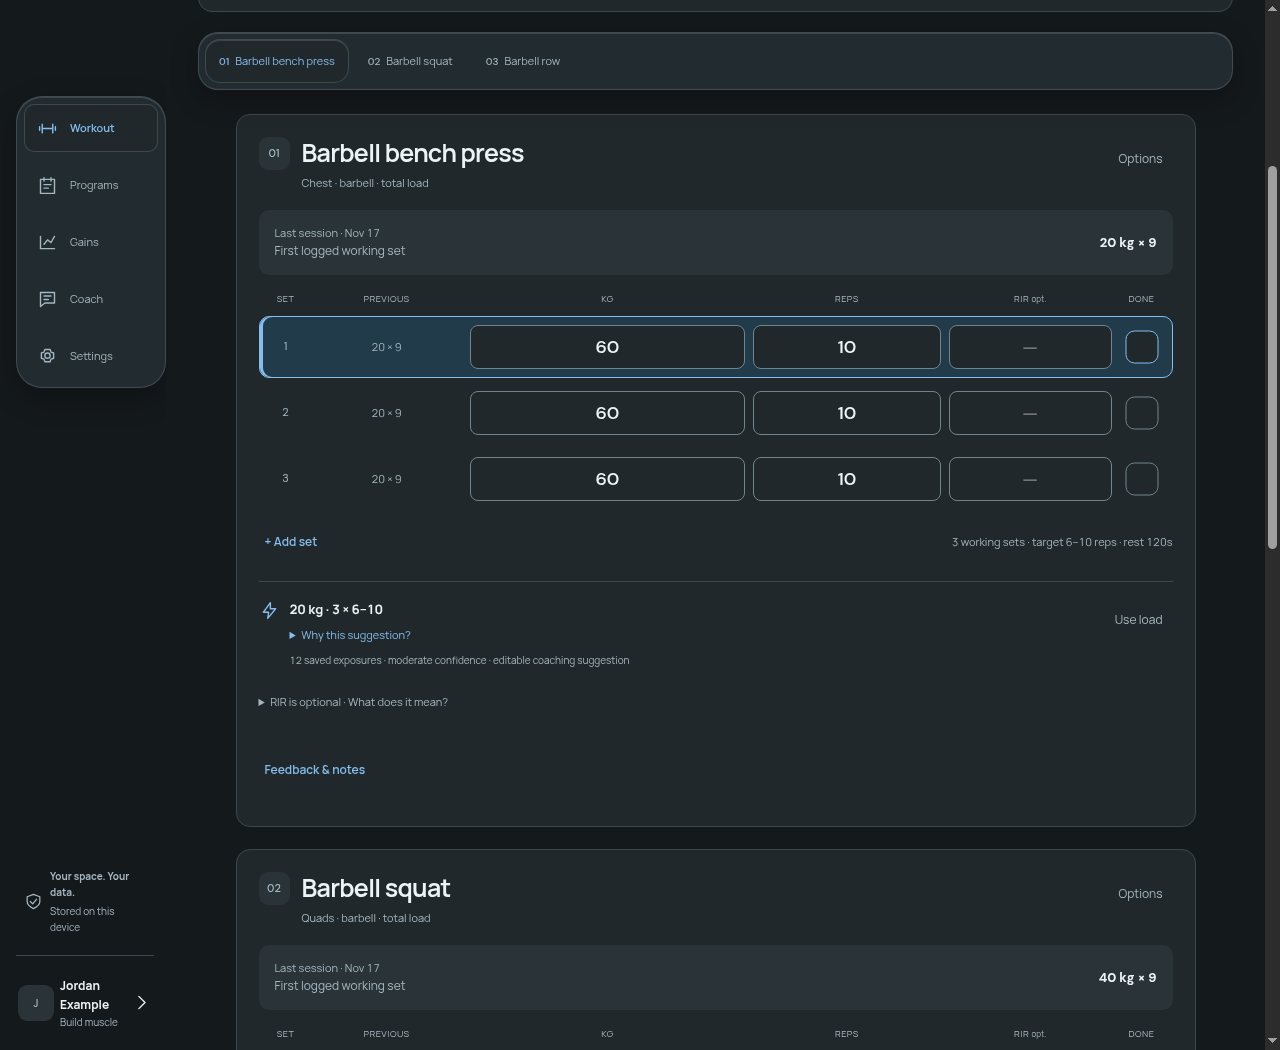 01 Barbell bench press
02 Barbell squat
03 Barbell row
Workout
Programs
Gains
Coach
Settings
Your space. Your
data.
Stored on this
device
J
Jordan
Example
Build muscle
01
Barbell bench press
Options
Chest · barbell · total load
Last session · Nov 17
First logged working set
20 kg × 9
SET PREVIOUS KG REPS RIR opt. DONE
1 20 × 9 60 10 —
2 20 × 9 60 10 —
3 20 × 9 60 10 —
+ Add set
3 working sets · target 6–10 reps · rest 120s
20 kg · 3 × 6–10
Use load
Why this suggestion?
12 saved exposures · moderate confidence · editable coaching suggestion
RIR is optional · What does it mean?
Feedback & notes
02
Barbell squat
Options
Quads · barbell · total load
Last session · Nov 17
First logged working set
40 kg × 9
SET PREVIOUS KG REPS RIR opt. DONE